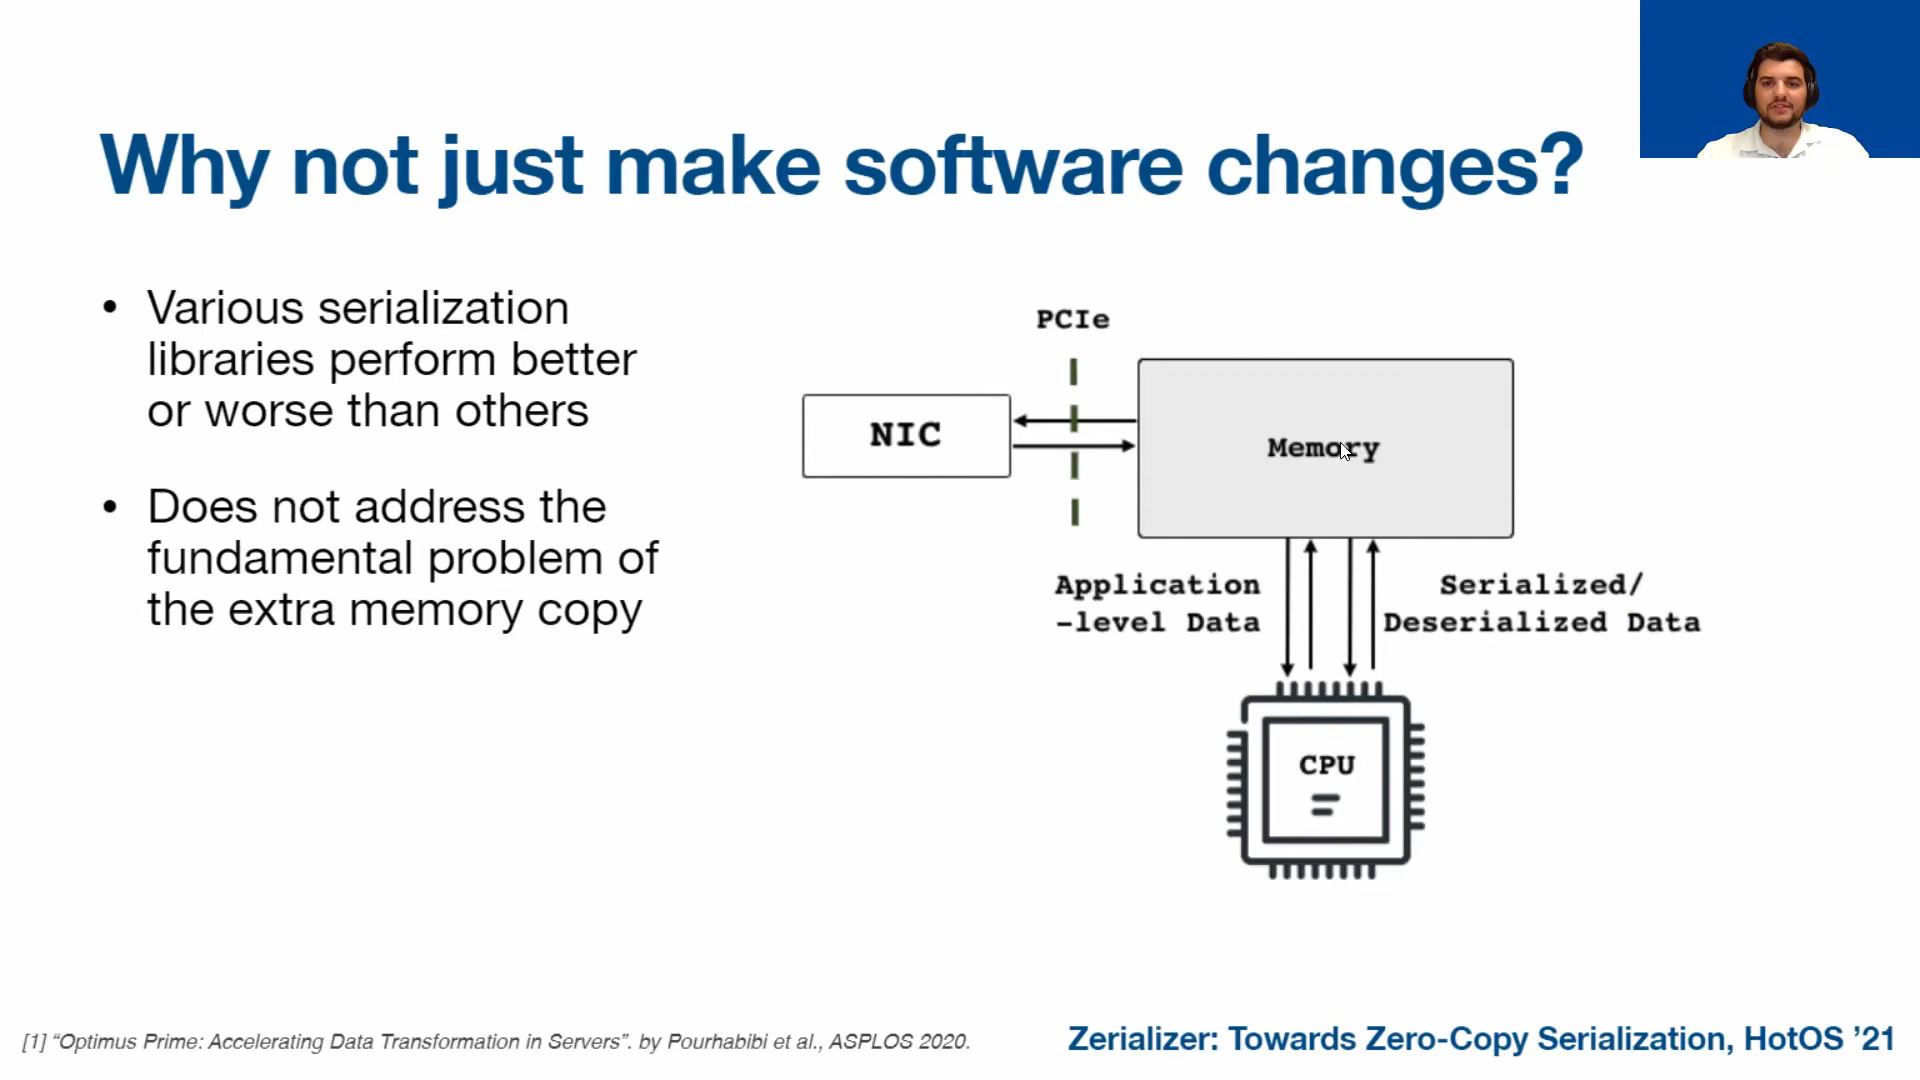 Why not just make software changes?
• Various serialization
libraries perform better
or worse than others
• Does not address the
fundamental problem of
the extra memory copy
PCIe
NIC
Memory
Application
-level Data
Serialized/
Deserialized Data
CPU
[1] “Optimus Prime: Accelerating Data Transformation in Servers”. by Pourhabibi et al., ASPLOS 2020.
Zerializer: Towards Zero-Copy Serialization, HotOS ’21